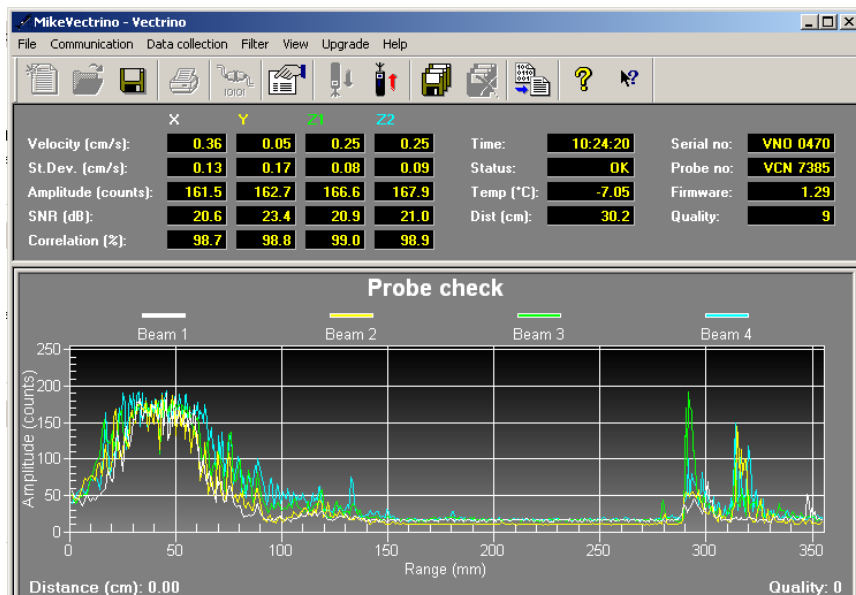 MikeVectrino - Vectrino
File Communication Data collection Filter View Upgrade Help
X Y Z1 Z2
Velocity (cm/s): 0.36 0.05 0.25 0.25 Time: 10:24:20 Serial no: VNO 0470
St.Dev. (cm/s): 0.13 0.17 0.08 0.09 Status: OK Probe no: VCN 7385
Amplitude (counts): 161.5 162.7 166.6 167.9 Temp (°C): -7.05 Firmware: 1.29
SNR (dB): 20.6 23.4 20.9 21.0 Dist (cm): 30.2 Quality: 9
Correlation (%): 98.7 98.8 99.0 98.9
Probe check
Beam 1 Beam 2 Beam 3 Beam 4
Amplitude (counts)
250
200
150
100
50
0
0 50 100 150 200 250 300 350
Range (mm)
Distance (cm): 0.00 Quality: 0